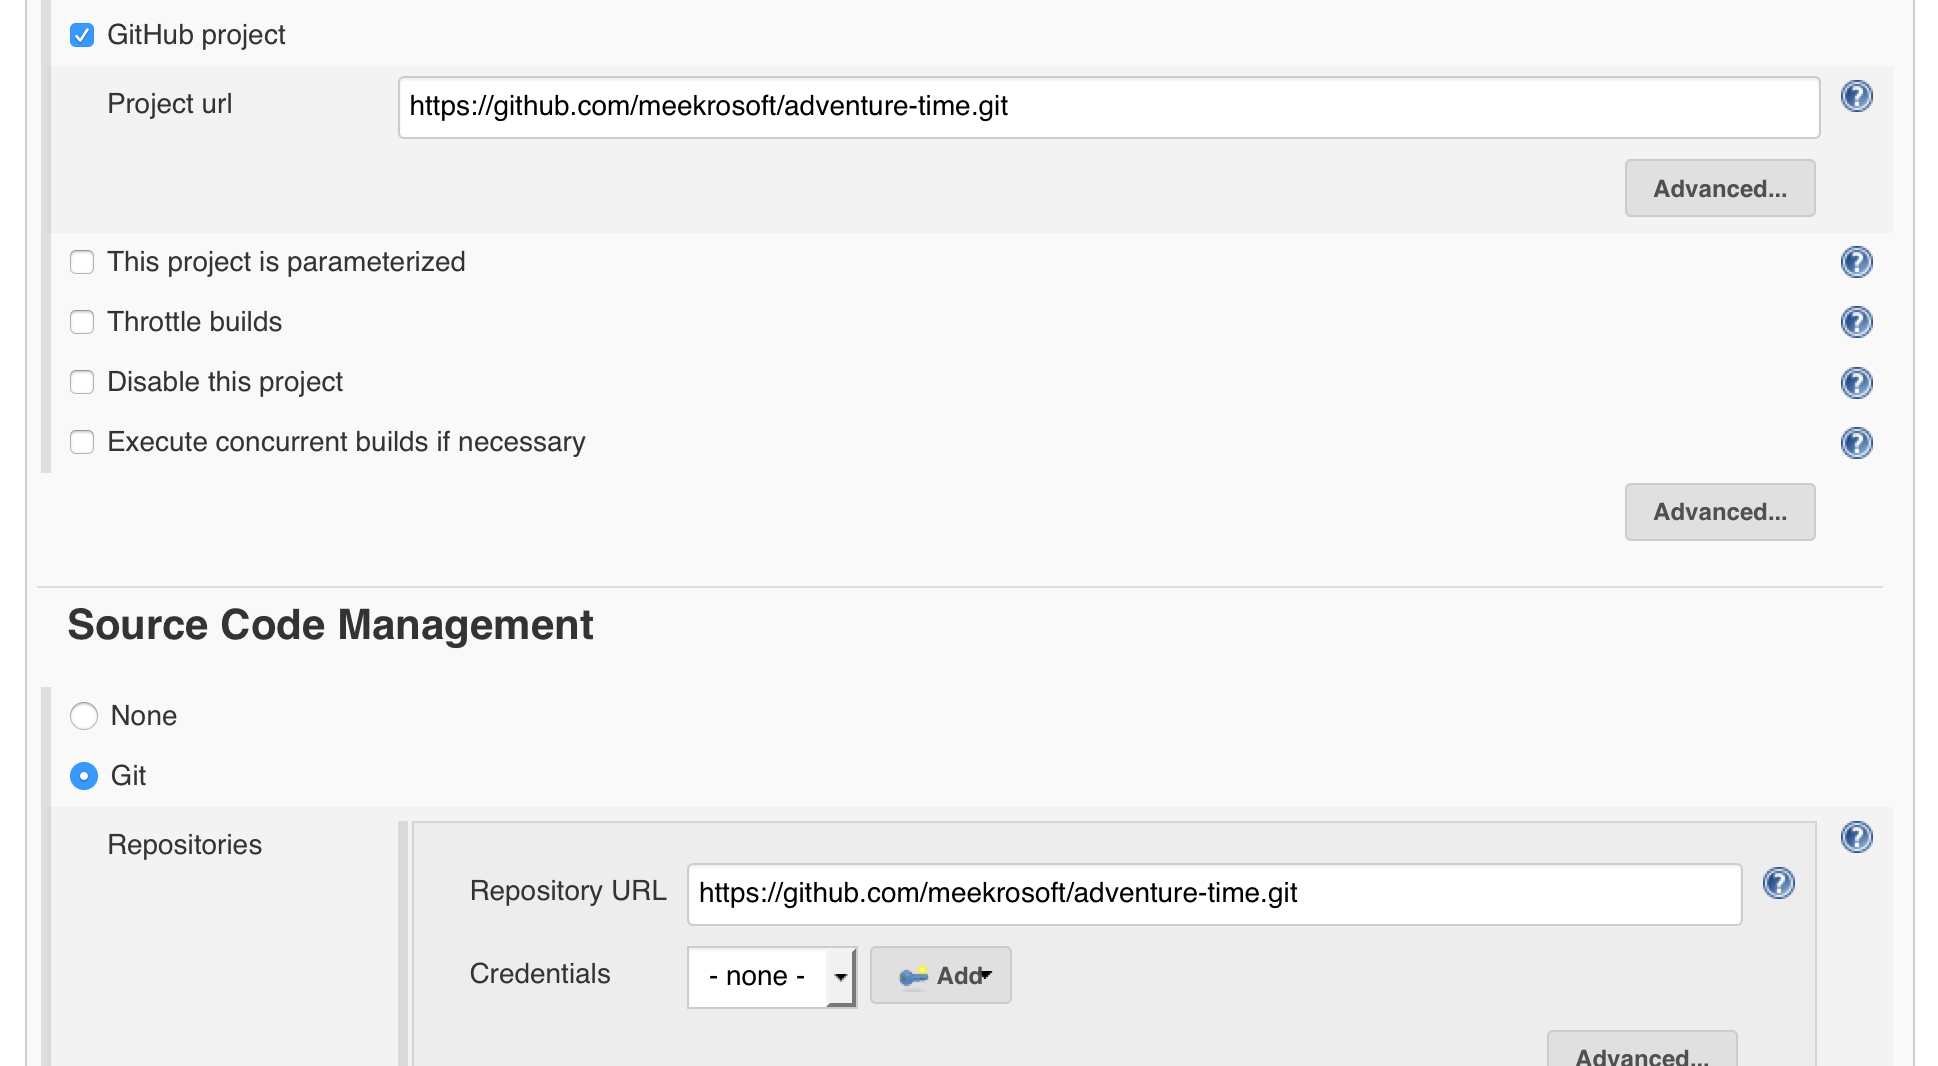 GitHub project
Project url https://github.com/meekrosoft/adventure-time.git
Advanced...
This project is parameterized
Throttle builds
Disable this project
Execute concurrent builds if necessary
Advanced...
Source Code Management
None
Git
Repositories
Repository URL https://github.com/meekrosoft/adventure-time.git
Credentials - none - Add
Advanced...